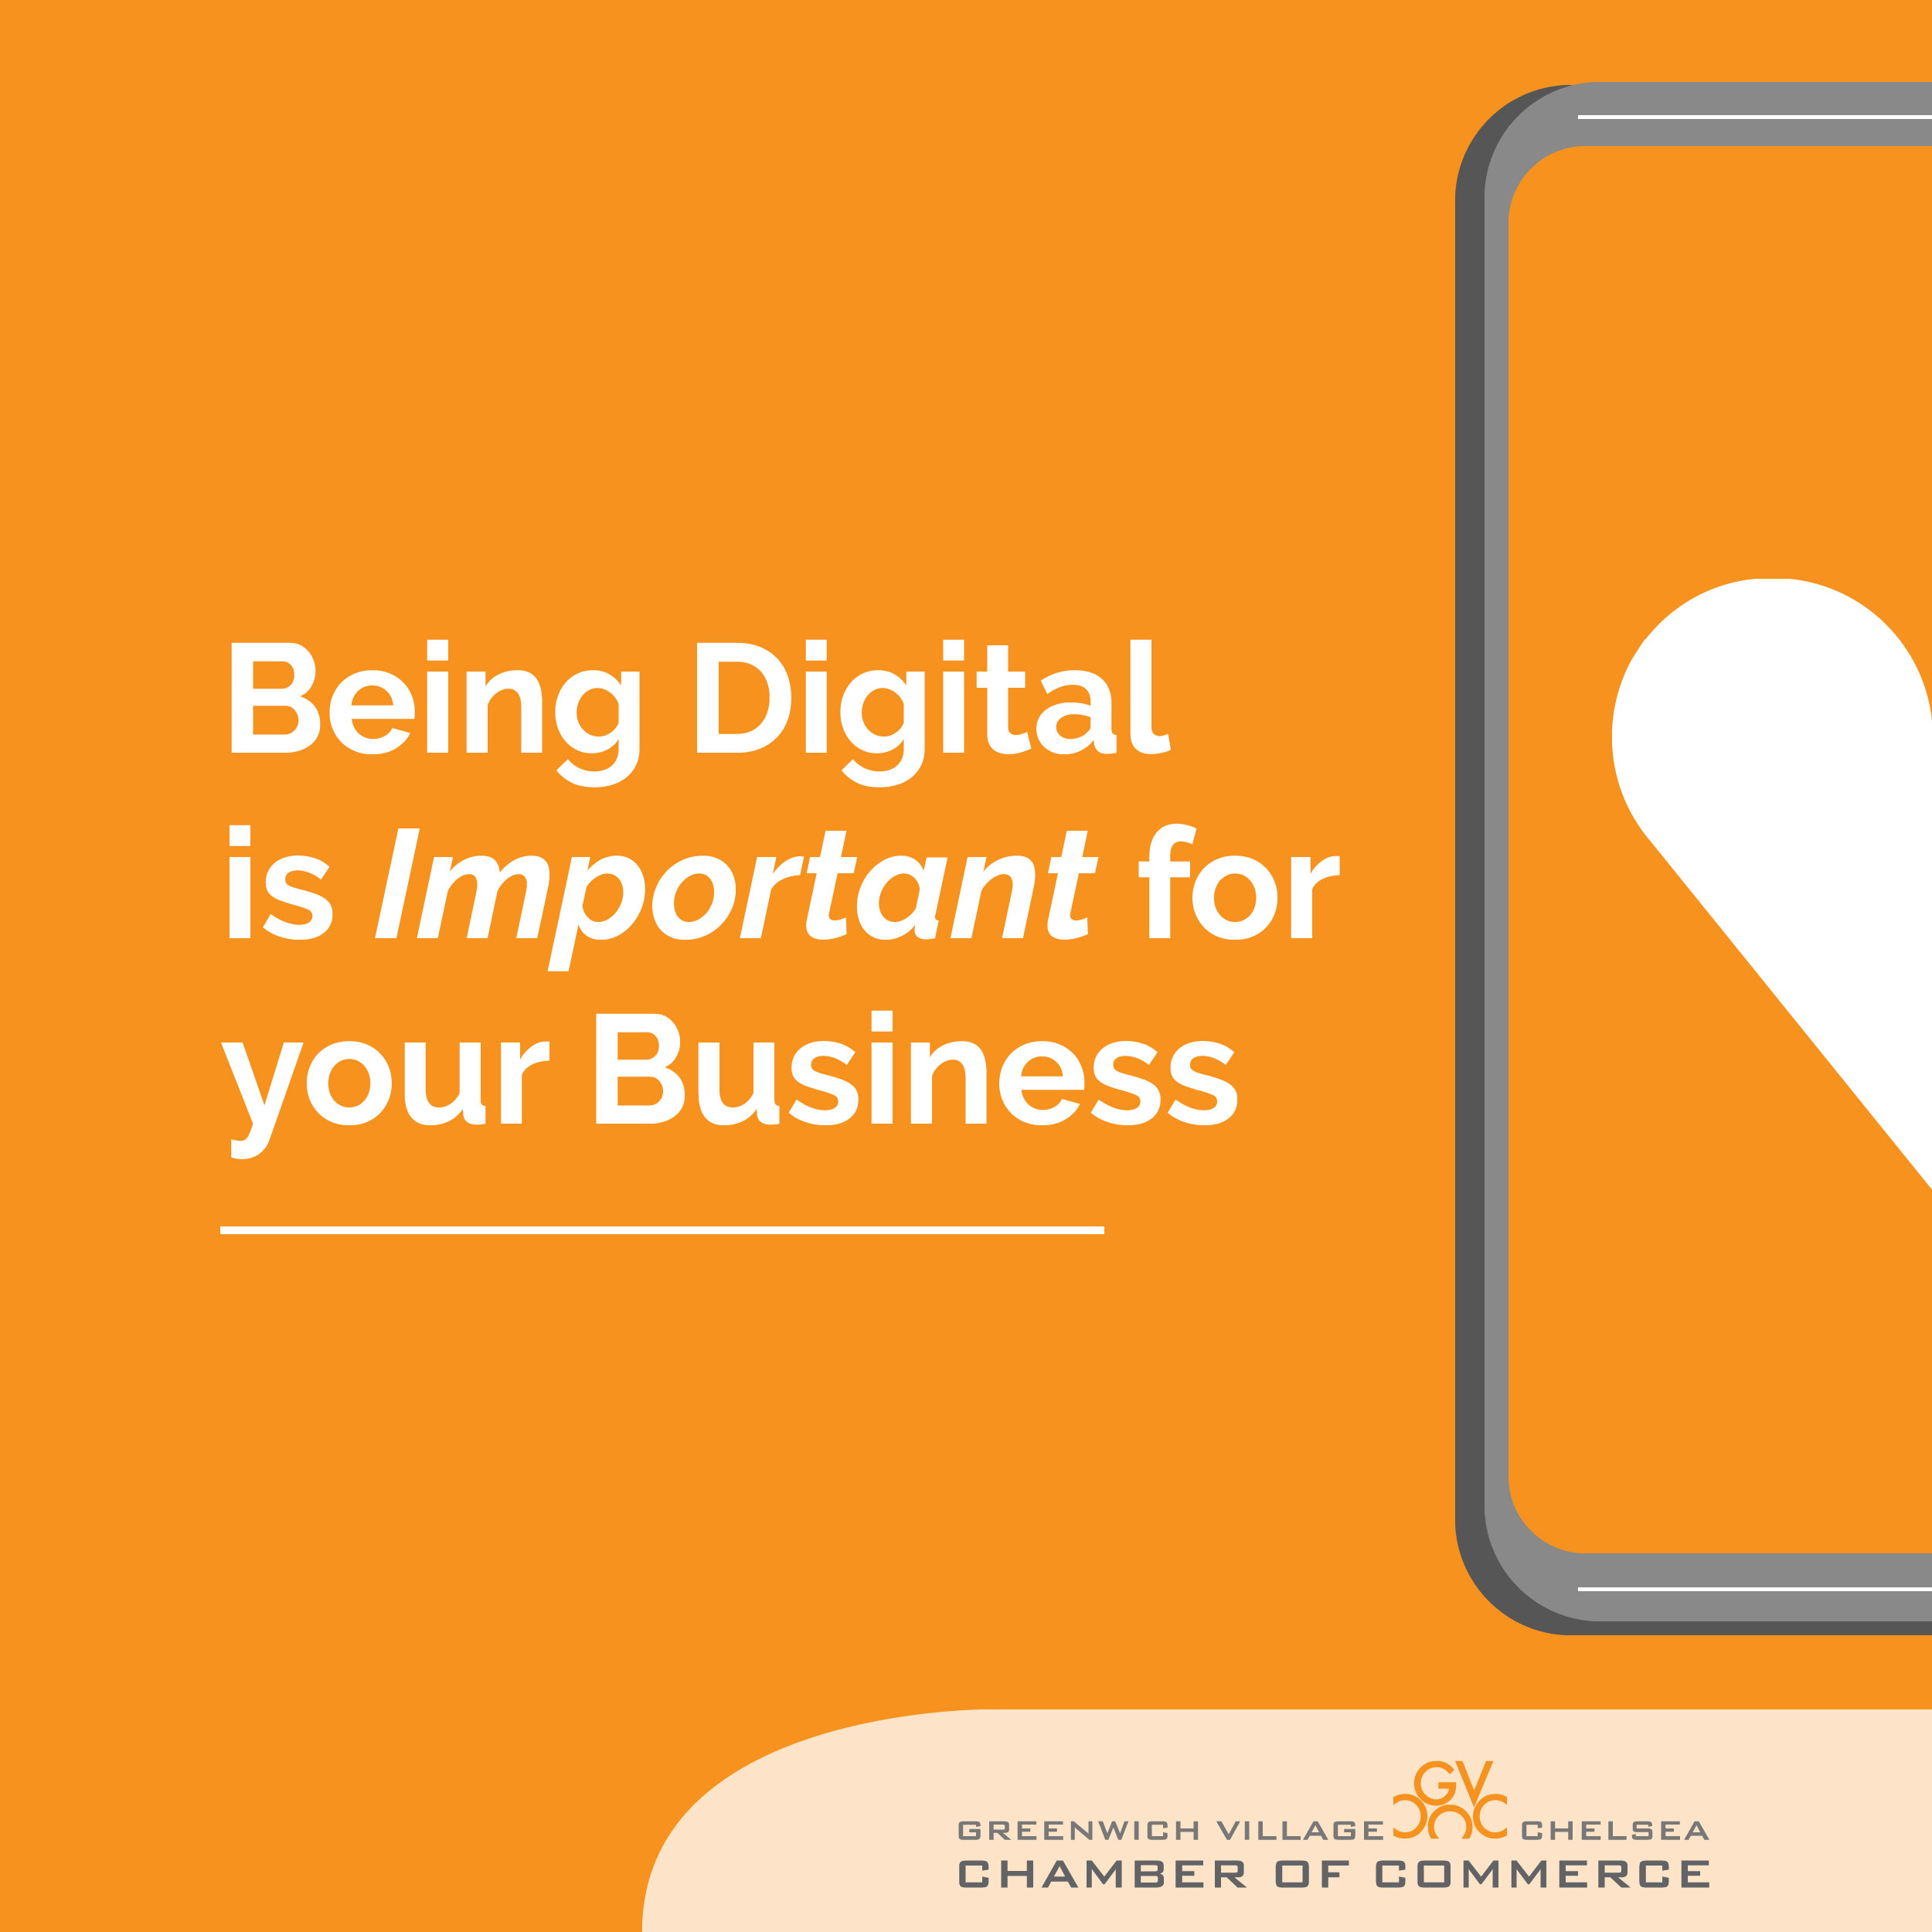 Being Digital
is Important for
your Business
GV
GREENWICH VILLAGE CHELSEA
CHAMBER OF COMMERCE